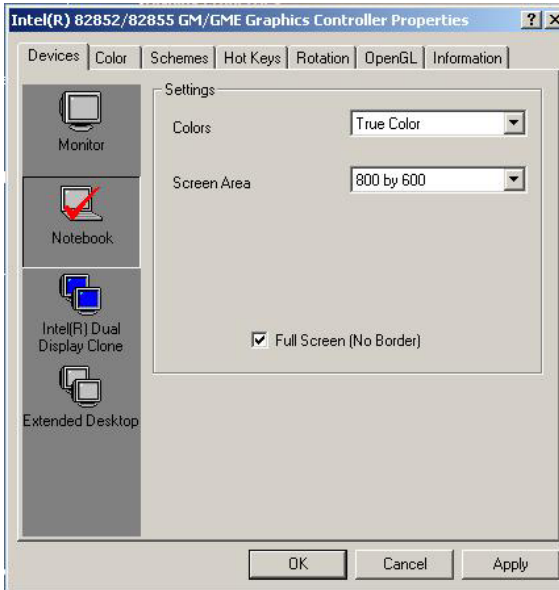 Intel(R) 82852/82855 GM/GME Graphics Controller Properties
Devices Color Schemes Hot Keys Rotation OpenGL Information
Settings
Colors True Color
Monitor
Screen Area 800 by 600
Notebook
Intel(R) Dual
Display Clone
Full Screen (No Border)
Extended Desktop
OK Cancel Apply